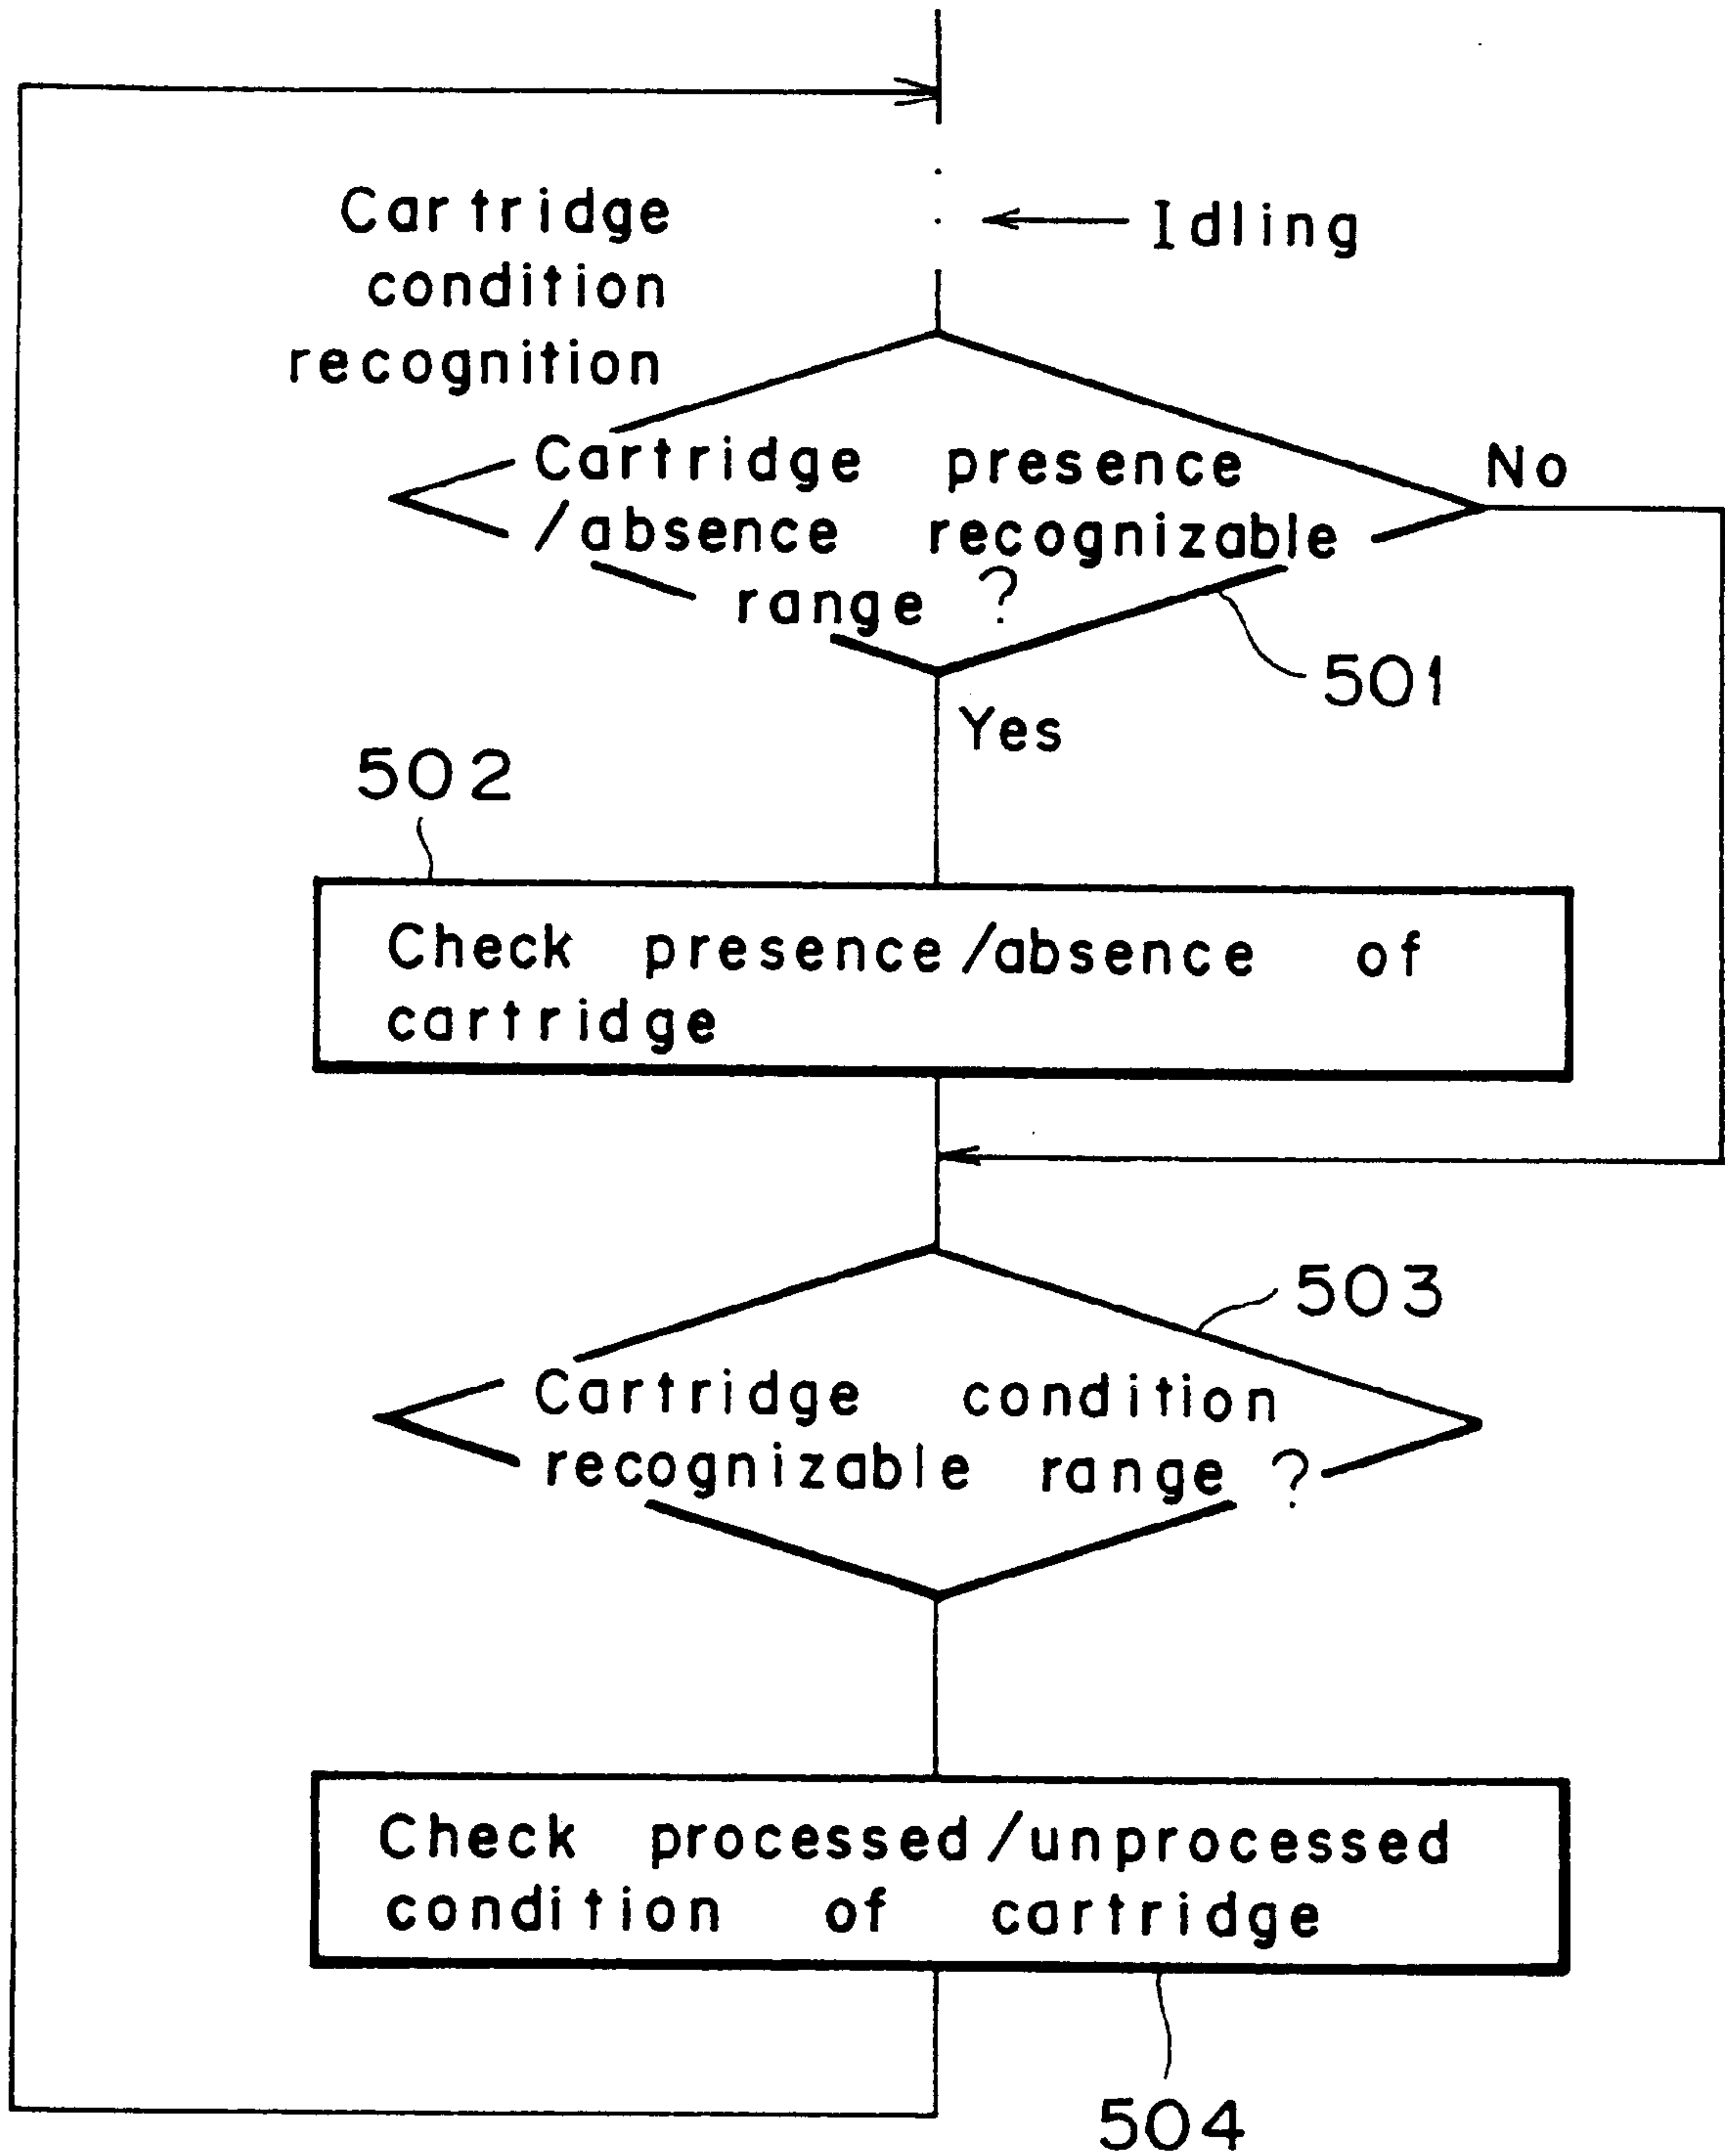 Idling
Cartridge
condition
recognition
Cartridge presence
/absence recognizable
range ?
No
501
Yes
502
Check presence/absence of
cartridge
503
Cartridge condition
recognizable range ?
Check processed/unprocessed
condition of cartridge
504